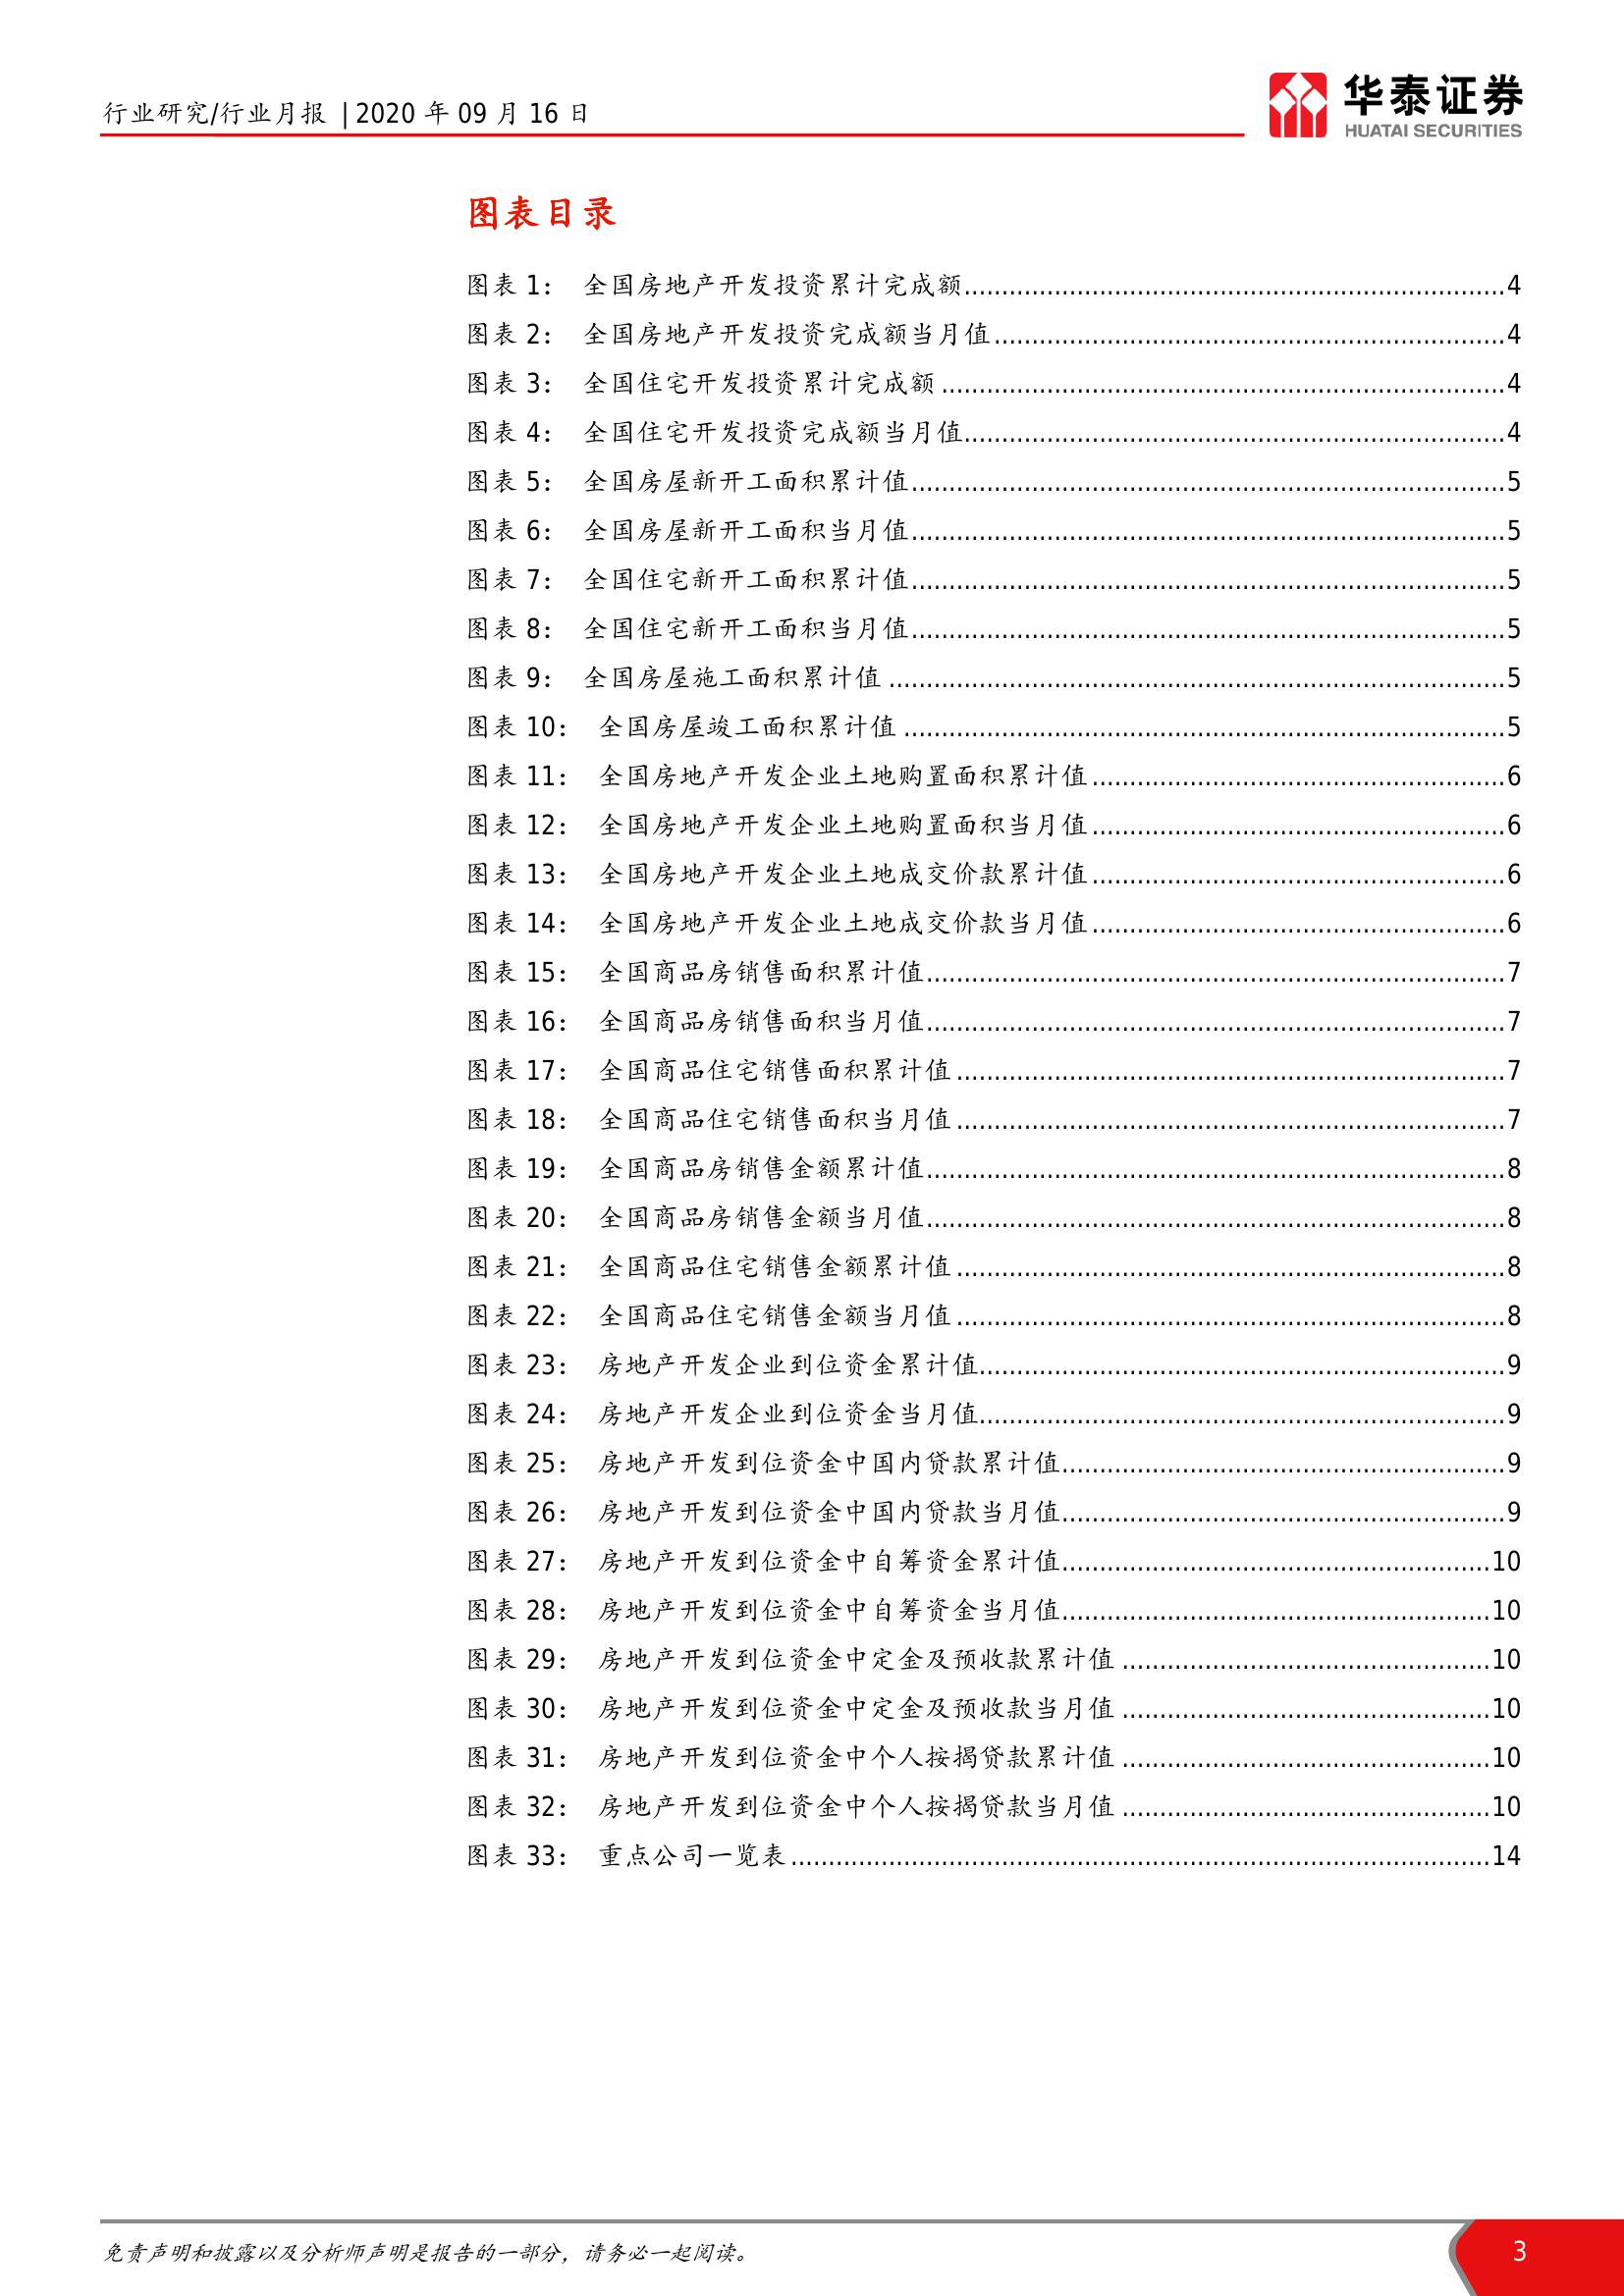 行业研究/行业月报 | 2020 年 09 月 16 日
华泰证券
HUATAI SECURITIES
图表目录
图表 1： 全国房地产开发投资累计完成额........................................................................4
图表 2： 全国房地产开发投资完成额当月值....................................................................4
图表 3： 全国住宅开发投资累计完成额 ..........................................................................4
图表 4： 全国住宅开发投资完成额当月值........................................................................4
图表 5： 全国房屋新开工面积累计值..............................................................................5
图表 6： 全国房屋新开工面积当月值..............................................................................5
图表 7： 全国住宅新开工面积累计值..............................................................................5
图表 8： 全国住宅新开工面积当月值..............................................................................5
图表 9： 全国房屋施工面积累计值 .................................................................................5
图表 10： 全国房屋竣工面积累计值 ...............................................................................5
图表 11： 全国房地产开发企业土地购置面积累计值.......................................................6
图表 12： 全国房地产开发企业土地购置面积当月值.......................................................6
图表 13： 全国房地产开发企业土地成交价款累计值.......................................................6
图表 14： 全国房地产开发企业土地成交价款当月值.......................................................6
图表 15： 全国商品房销售面积累计值............................................................................7
图表 16： 全国商品房销售面积当月值............................................................................7
图表 17： 全国商品住宅销售面积累计值 ........................................................................7
图表 18： 全国商品住宅销售面积当月值 ........................................................................7
图表 19： 全国商品房销售金额累计值............................................................................8
图表 20： 全国商品房销售金额当月值............................................................................8
图表 21： 全国商品住宅销售金额累计值 ........................................................................8
图表 22： 全国商品住宅销售金额当月值 ........................................................................8
图表 23： 房地产开发企业到位资金累计值.....................................................................9
图表 24： 房地产开发企业到位资金当月值.....................................................................9
图表 25： 房地产开发到位资金中国内贷款累计值...........................................................9
图表 26： 房地产开发到位资金中国内贷款当月值...........................................................9
图表 27： 房地产开发到位资金中自筹资金累计值.........................................................10
图表 28： 房地产开发到位资金中自筹资金当月值.........................................................10
图表 29： 房地产开发到位资金中定金及预收款累计值 .................................................10
图表 30： 房地产开发到位资金中定金及预收款当月值 .................................................10
图表 31： 房地产开发到位资金中个人按揭贷款累计值 .................................................10
图表 32： 房地产开发到位资金中个人按揭贷款当月值 .................................................10
图表 33： 重点公司一览表.............................................................................................14
免责声明和披露以及分析师声明是报告的一部分，请务必一起阅读。
3